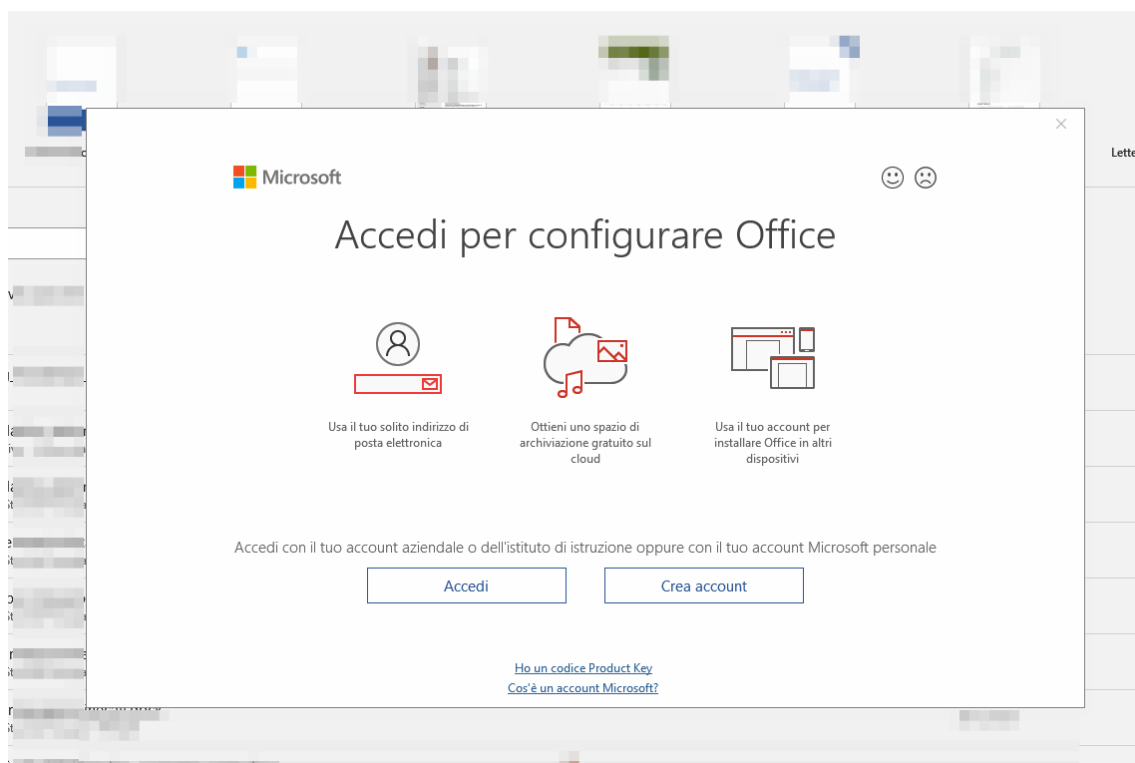 Lette
Microsoft
Accedi per configurare Office
Usa il tuo solito indirizzo di
posta elettronica
Ottieni uno spazio di
archiviazione gratuito sul
cloud
Usa il tuo account per
installare Office in altri
dispositivi
Accedi con il tuo account aziendale o dell'istituto di istruzione oppure con il tuo account Microsoft personale
Accedi
Crea account
Ho un codice Product Key
Cos'è un account Microsoft?